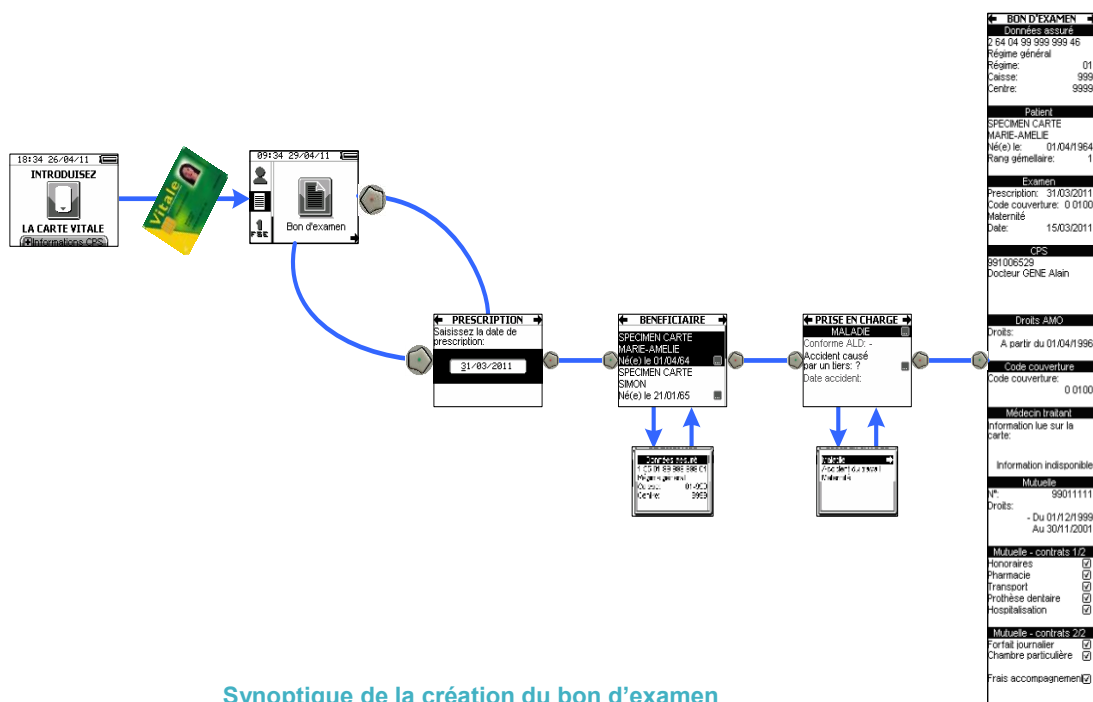 18:34 26/04/11
INTRODUISEZ
LA CARTE VITALE
Informations CPS
Vitale
09:34 29/04/11
1
FSE
Bon d'examen
PRESCRIPTION
Saisissez la date de
prescription:
31/03/2011
BENEFICIAIRE
SPECIMEN CARTE
MARIE-AMELIE
Né(e) le 01/04/64
SPECIMEN CARTE
SIMON
Né(e) le 21/01/65
Données assuré
Régime général
Centre: 9999
PRISE EN CHARGE
MALADIE
Conforme ALD: -
Accident causé
par un tiers: ?
Date accident:
Maladie
Accident du travail
Maternité
BON D'EXAMEN
Données assuré
2 64 04 99 999 999 46
Régime général
Régime: 01
Caisse: 999
Centre: 9999
Patient
SPECIMEN CARTE
MARIE-AMELIE
Né(e) le: 01/04/1964
Rang gémellaire: 1
Examen
Prescription: 31/03/2011
Code couverture: 0 0100
Maternité
Date: 15/03/2011
CPS
991006529
Docteur GENE Alain
Droits AMO
Droits:
A partir du 01/04/1996
Code couverture
Code couverture:
0 0100
Médecin traitant
Information lue sur la
carte:
Information indisponible
Mutuelle
N°: 99011111
Droits:
- Du 01/12/1999
Au 30/11/2001
Mutuelle - contrats 1/2
Honoraires
Pharmacie
Transport
Prothèse dentaire
Hospitalisation
Mutuelle - contrats 2/2
Forfait journalier
Chambre particulière
Frais accompagnement
Synoptique de la création du bon d'examen